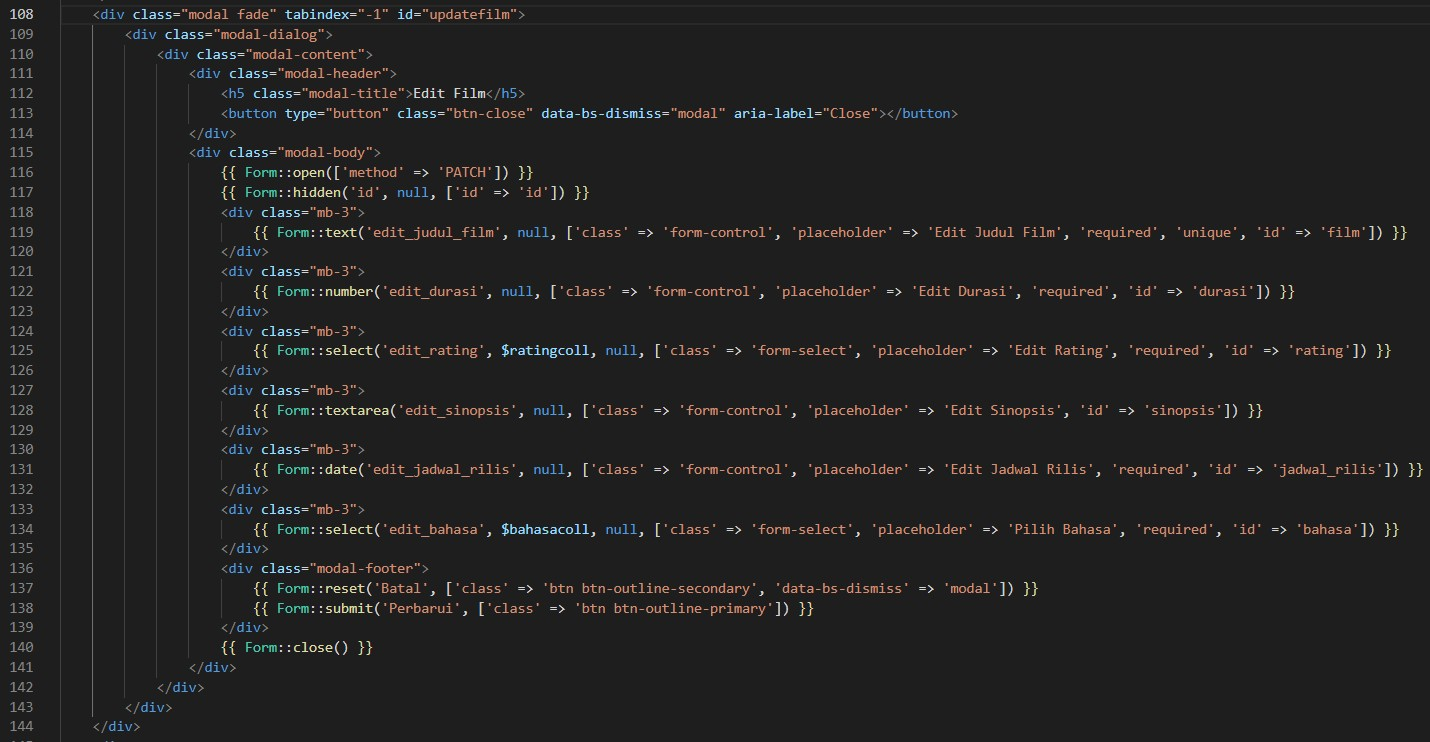 108 <div class="modal fade" tabindex="-1" id="updatefilm">
109 <div class="modal-dialog">
110 <div class="modal-content">
111 <div class="modal-header">
112 <h5 class="modal-title">Edit Film</h5>
113 <button type="button" class="btn-close" data-bs-dismiss="modal" aria-label="Close"></button>
114 </div>
115 <div class="modal-body">
116 {{ Form::open(['method' => 'PATCH']) }}
117 {{ Form::hidden('id', null, ['id' => 'id']) }}
118 <div class="mb-3">
119 {{ Form::text('edit_judul_film', null, ['class' => 'form-control', 'placeholder' => 'Edit Judul Film', 'required', 'unique', 'id' => 'film']) }}
120 </div>
121 <div class="mb-3">
122 {{ Form::number('edit_durasi', null, ['class' => 'form-control', 'placeholder' => 'Edit Durasi', 'required', 'id' => 'durasi']) }}
123 </div>
124 <div class="mb-3">
125 {{ Form::select('edit_rating', $ratingcoll, null, ['class' => 'form-select', 'placeholder' => 'Edit Rating', 'required', 'id' => 'rating']) }}
126 </div>
127 <div class="mb-3">
128 {{ Form::textarea('edit_sinopsis', null, ['class' => 'form-control', 'placeholder' => 'Edit Sinopsis', 'id' => 'sinopsis']) }}
129 </div>
130 <div class="mb-3">
131 {{ Form::date('edit_jadwal_rilis', null, ['class' => 'form-control', 'placeholder' => 'Edit Jadwal Rilis', 'required', 'id' => 'jadwal_rilis']) }}
132 </div>
133 <div class="mb-3">
134 {{ Form::select('edit_bahasa', $bahasacoll, null, ['class' => 'form-select', 'placeholder' => 'Pilih Bahasa', 'required', 'id' => 'bahasa']) }}
135 </div>
136 <div class="modal-footer">
137 {{ Form::reset('Batal', ['class' => 'btn btn-outline-secondary', 'data-bs-dismiss' => 'modal']) }}
138 {{ Form::submit('Perbarui', ['class' => 'btn btn-outline-primary']) }}
139 </div>
140 {{ Form::close() }}
141 </div>
142 </div>
143 </div>
144 </div>